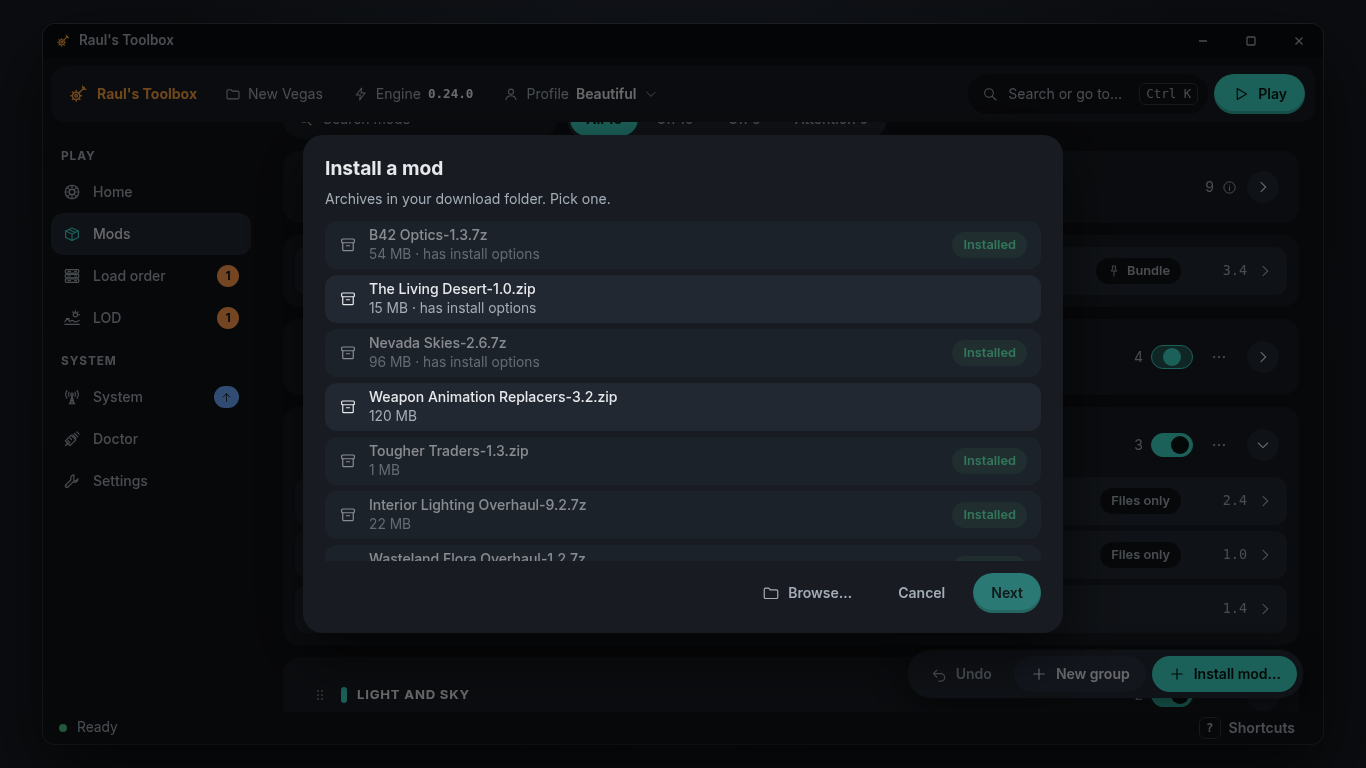 Raul's Toolbox
Raul's Toolbox
New Vegas
Engine 0.24.0
Profile Beautiful
Search or go to...
Ctrl K
Play
PLAY
Home
Mods
Load order
1
LOD
1
SYSTEM
System
Doctor
Settings
Install a mod
Archives in your download folder. Pick one.
B42 Optics-1.3.7z
54 MB · has install options
Installed
The Living Desert-1.0.zip
15 MB · has install options
Nevada Skies-2.6.7z
96 MB · has install options
Installed
Weapon Animation Replacers-3.2.zip
120 MB
Tougher Traders-1.3.zip
1 MB
Installed
Interior Lighting Overhaul-9.2.7z
22 MB
Installed
Wasteland Flora Overhaul-1.2.7z
Browse...
Cancel
Next
9
Bundle
3.4
4
3
Files only
2.4
Files only
1.0
1.4
LIGHT AND SKY
Undo
New group
Install mod...
Ready
?
Shortcuts